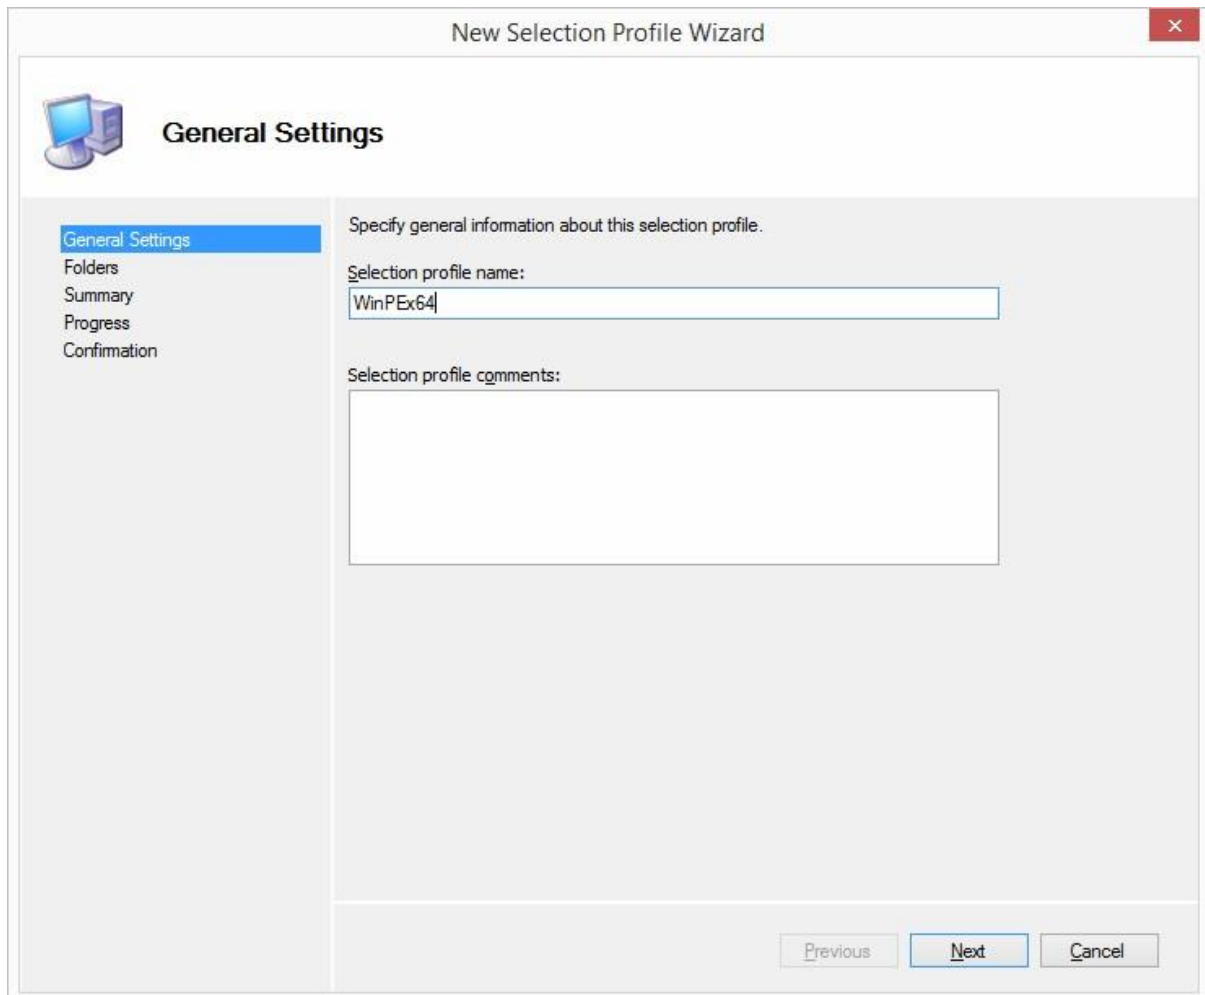 New Selection Profile Wizard
General Settings
General Settings
Folders
Summary
Progress
Confirmation
Specify general information about this selection profile.
Selection profile name:
WinPEx64
Selection profile comments:
Previous
Next
Cancel